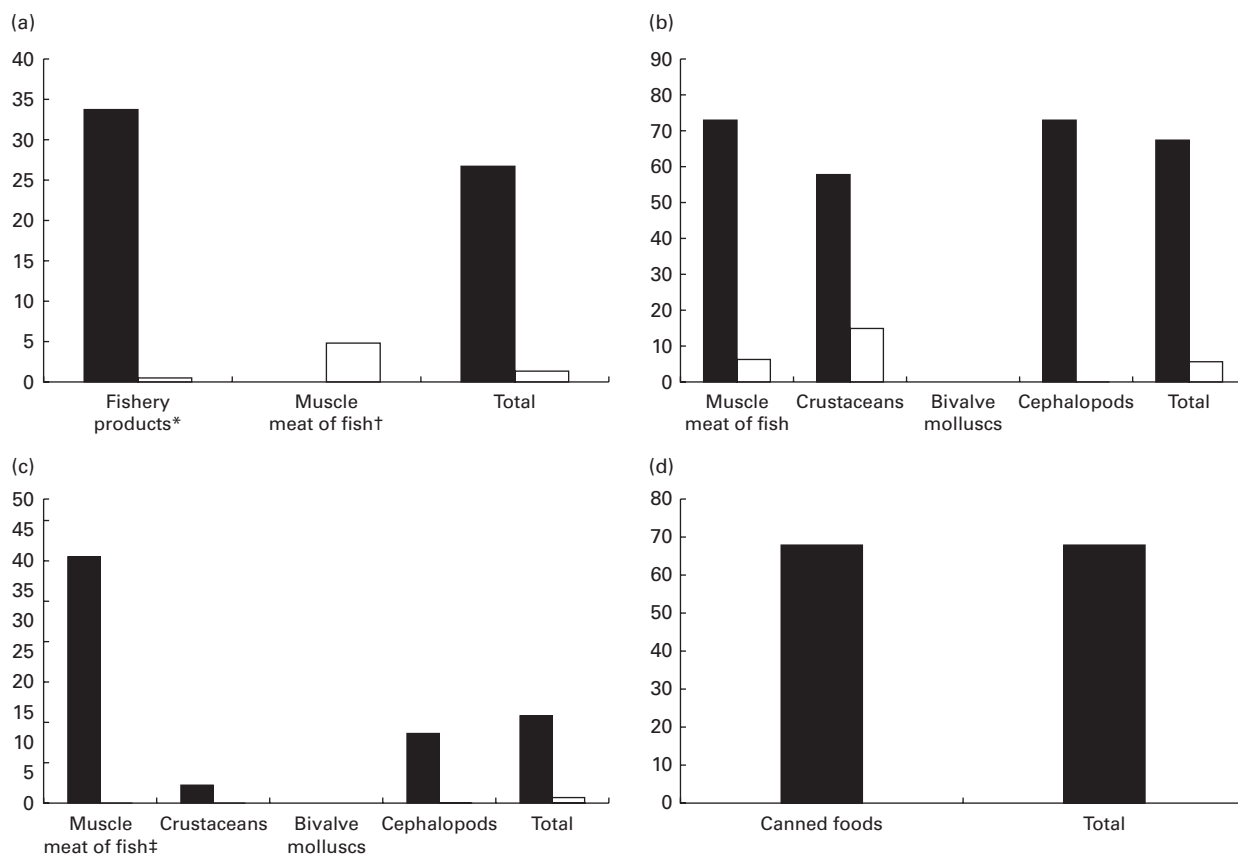 (a)
40
35
30
25
20
15
10
5
0
Fishery
products*
Muscle
meat of fish†
Total
(b)
90
80
70
60
50
40
30
20
10
0
Muscle
meat of fish
Crustaceans
Bivalve
molluscs
Cephalopods
Total
(c)
50
45
40
35
30
25
20
15
10
5
0
Muscle
meat of fish‡
Crustaceans
Bivalve
molluscs
Cephalopods
Total
(d)
80
70
60
50
40
30
20
10
0
Canned foods
Total